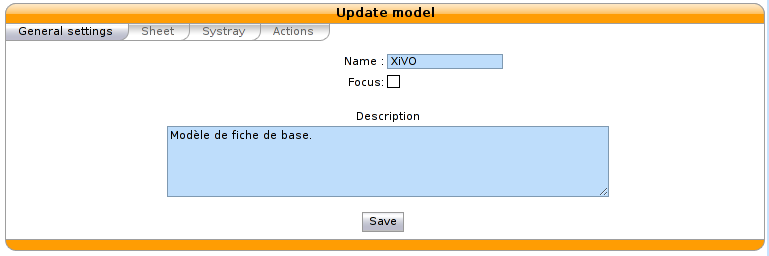 Update model
General settings Sheet Systray Actions
Name : XiVO
Focus:
Description
Modèle de fiche de base.
Save